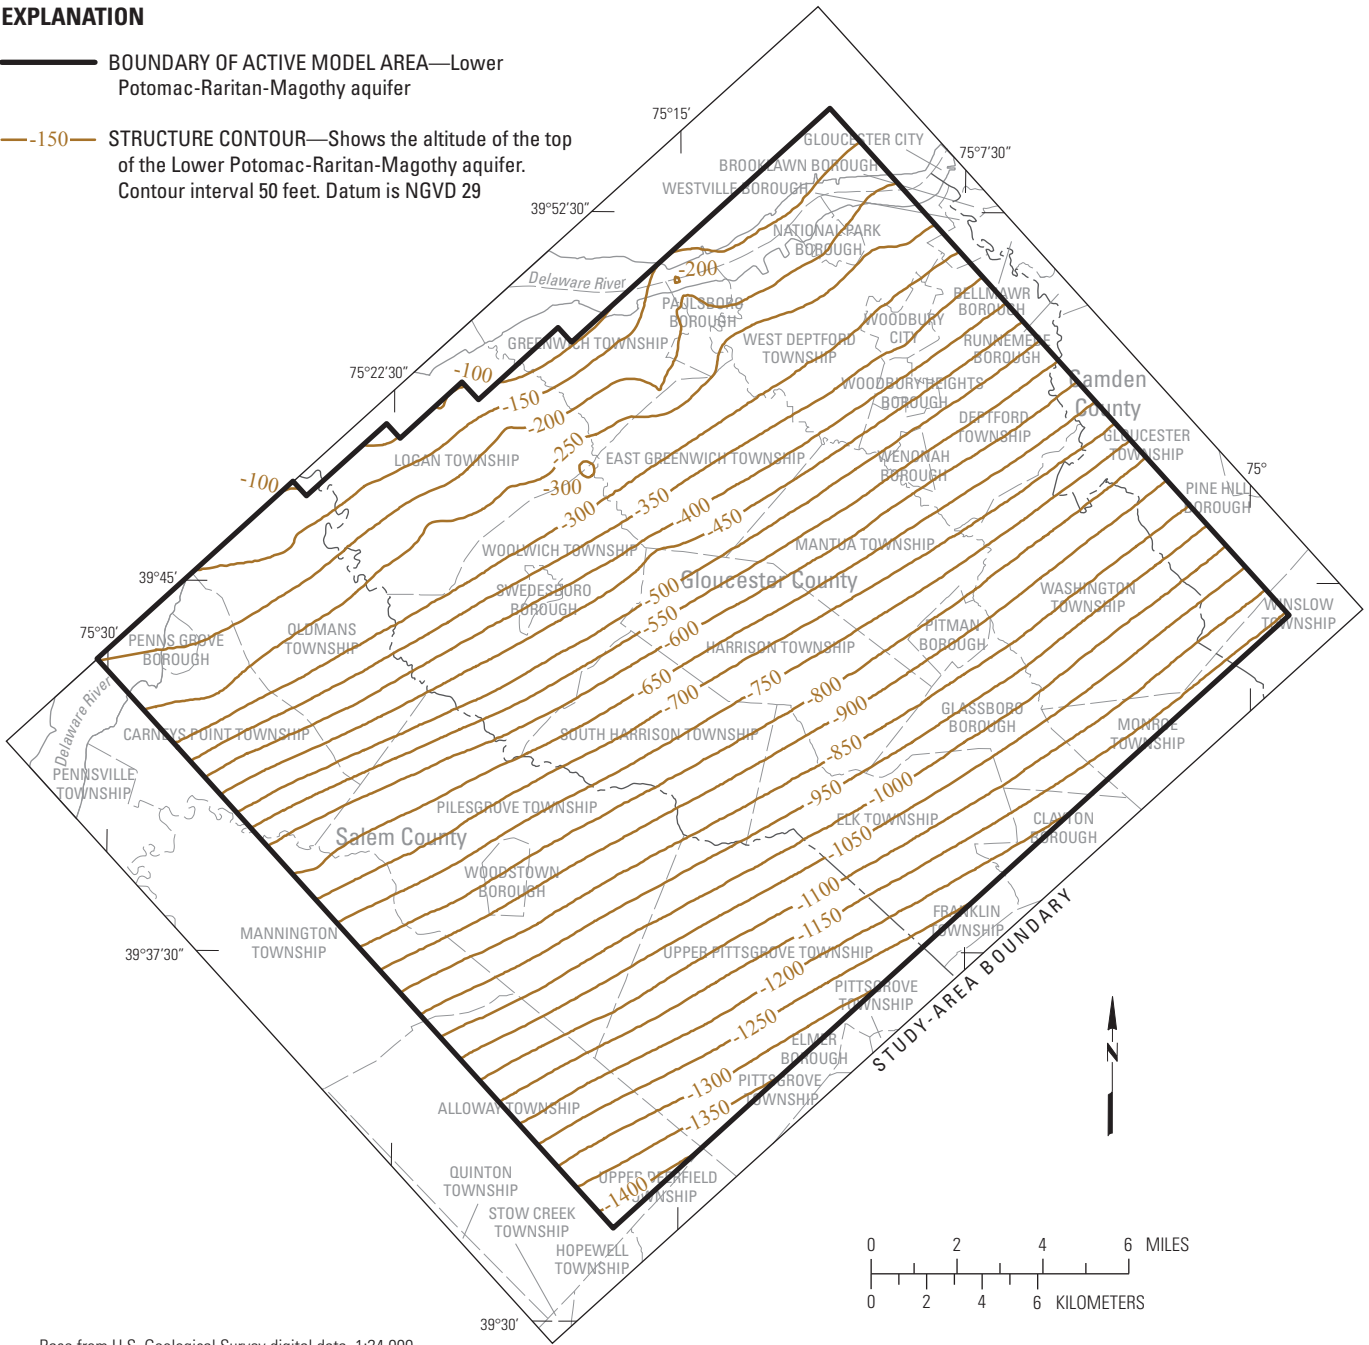 EXPLANATION
BOUNDARY OF ACTIVE MODEL AREA—Lower
Potomac-Raritan-Magothy aquifer
-150
STRUCTURE CONTOUR—Shows the altitude of the top
of the Lower Potomac-Raritan-Magothy aquifer.
Contour interval 50 feet. Datum is NGVD 29
75°15'
GLOUCESTER CITY
75°7'30"
BROOKLAWN BOROUGH
WESTVILLE BOROUGH
39°52'30"
NATIONAL PARK
BOROUGH
-200
Delaware River
PAULSBORO
BOROUGH
BELLMAWR
BOROUGH
WOODBURY
CITY
GREENWICH TOWNSHIP
WEST DEPTFORD
TOWNSHIP
RUNNEMEDE
BOROUGH
75°22'30"
-100
WOODBURY HEIGHTS
BOROUGH
Camden
County
-150
-200
DEPTFORD
TOWNSHIP
GLOUCESTER
TOWNSHIP
-250
LOGAN TOWNSHIP
EAST GREENWICH TOWNSHIP
WENONAH
BOROUGH
75°
-100
-300
PINE HILL
BOROUGH
-300
-350
-400
-450
WOOLWICH TOWNSHIP
MANTUA TOWNSHIP
39°45'
Gloucester County
SWEDESBORO
BOROUGH
-500
WASHINGTON
TOWNSHIP
WINSLOW
TOWNSHIP
-550
75°30'
PENNS GROVE
BOROUGH
OLDMANS
TOWNSHIP
-600
HARRISON TOWNSHIP
PITMAN
BOROUGH
-650
-700
-750
-800
-900
GLASSBORO
BOROUGH
Delaware River
CARNEYS POINT TOWNSHIP
SOUTH HARRISON TOWNSHIP
MONROE
TOWNSHIP
-850
PENNSVILLE
TOWNSHIP
-950
-1000
PILESGROVE TOWNSHIP
ELK TOWNSHIP
CLAYTON
BOROUGH
Salem County
-1050
WOODSTOWN
BOROUGH
-1100
-1150
FRANKLIN
TOWNSHIP
MANNINGTON
TOWNSHIP
39°37'30"
UPPER PITTSGROVE TOWNSHIP
-1200
PITTSGROVE
TOWNSHIP
STUDY-AREA BOUNDARY
-1250
ELMER
BOROUGH
N
-1300
PITTSGROVE
TOWNSHIP
ALLOWAY TOWNSHIP
-1350
QUINTON
TOWNSHIP
UPPER DEERFIELD
TOWNSHIP
-1400
STOW CREEK
TOWNSHIP
HOPEWELL
TOWNSHIP
0 2 4 6 MILES
0 2 4 6 KILOMETERS
39°30'
Base from U.S. Geological Survey digital data, 1:24,000